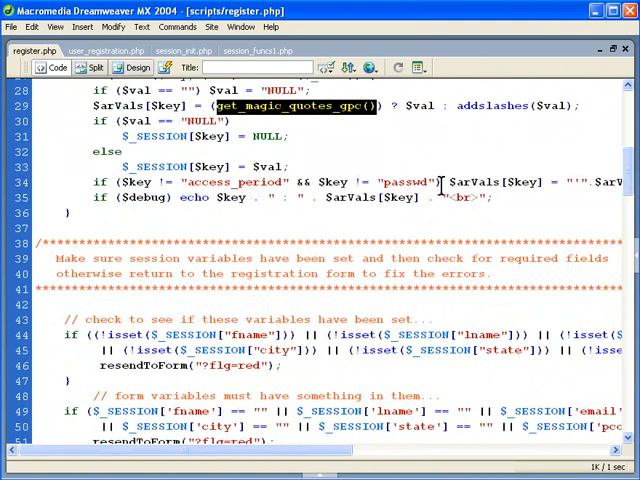 Macromedia Dreamweaver MX 2004 - [scripts/register.php]
File Edit View Insert Modify Text Commands Site Window Help
register.php user_registration.php session_init.php session_funcs1.php
Code Split Design Title:
28 if ($val == "") $val = "NULL";
29 $arVals[$key] = (get_magic_quotes_gpc()) ? $val : addslashes($val);
30 if ($val == "NULL")
31 $_SESSION[$key] = NULL;
32 else
33 $_SESSION[$key] = $val;
34 if ($key != "access_period" && $key != "passwd") $arVals[$key] = "'".$arV
35 if ($debug) echo $key . " : " . $arVals[$key] . "<br>";
36 }
37
38 /**********************************************************************************
39 Make sure session variables have been set and then check for required fields
40 otherwise return to the registration form to fix the errors.
41 **********************************************************************************
42
43 // check to see if these variables have been set...
44 if ((!isset($_SESSION["fname"])) || (!isset($_SESSION["lname"])) || (!isset($_
45 || (!isset($_SESSION["city"])) || (!isset($_SESSION["state"])) || (!isset
46 resendToForm("?flg=red");
47 }
48 // form variables must have something in them...
49 if ($_SESSION['fname'] == "" || $_SESSION['lname'] == "" || $_SESSION['email'
50 || $_SESSION['city'] == "" || $_SESSION['state'] == "" || $_SESSION['pcc
51 resendToForm("?flg=red");
1K / 1 sec